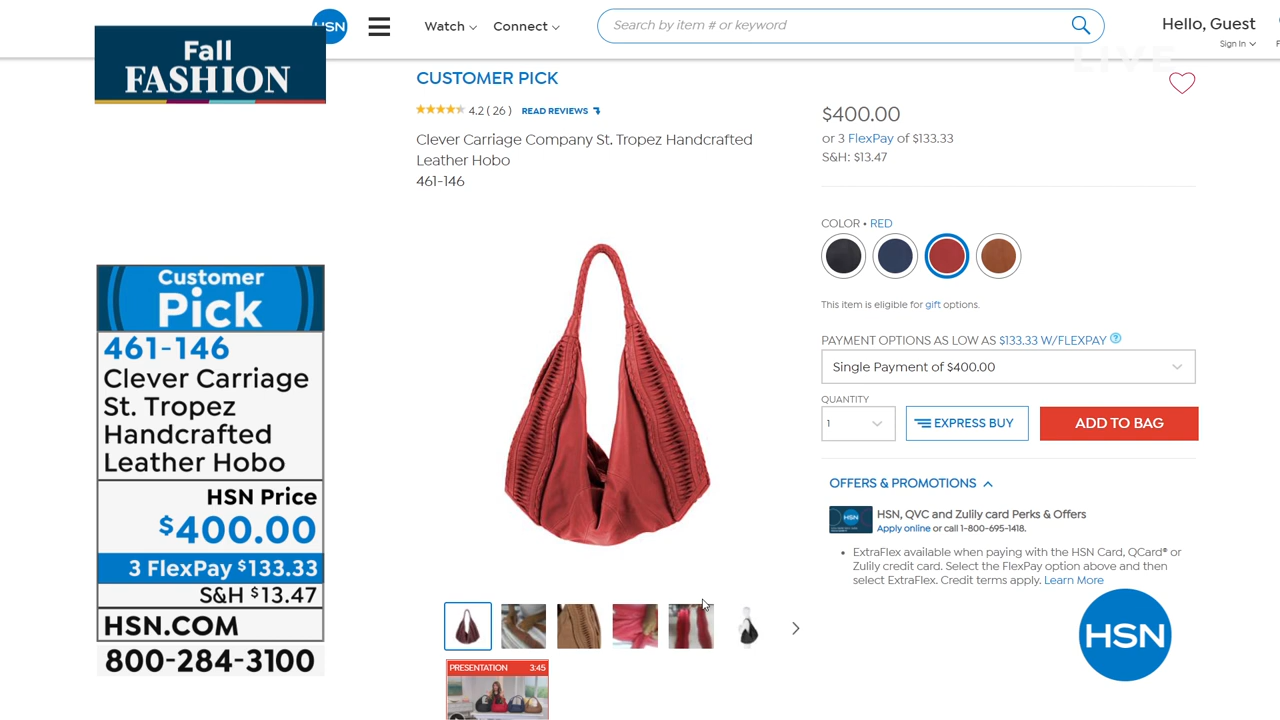 HSN
Watch
Connect
Search by item # or keyword
Hello, Guest
Sign In
Fall
FASHION
LIVE
CUSTOMER PICK
4.2 ( 26 )
READ REVIEWS
Clever Carriage Company St. Tropez Handcrafted
Leather Hobo
461-146
$400.00
or 3 FlexPay of $133.33
S&H: $13.47
COLOR • RED
This item is eligible for gift options.
PAYMENT OPTIONS AS LOW AS $133.33 W/FLEXPAY ?
Single Payment of $400.00
QUANTITY
1
EXPRESS BUY
ADD TO BAG
OFFERS & PROMOTIONS
HSN
HSN, QVC and Zulily card Perks & Offers
Apply online or call 1-800-695-1418.
• ExtraFlex available when paying with the HSN Card, QCard® or
Zulily credit card. Select the FlexPay option above and then
select ExtraFlex. Credit terms apply. Learn More
Customer
Pick
461-146
Clever Carriage
St. Tropez
Handcrafted
Leather Hobo
HSN Price
$400.00
3 FlexPay $133.33
S&H $13.47
HSN.COM
800-284-3100
PRESENTATION 3:45
HSN